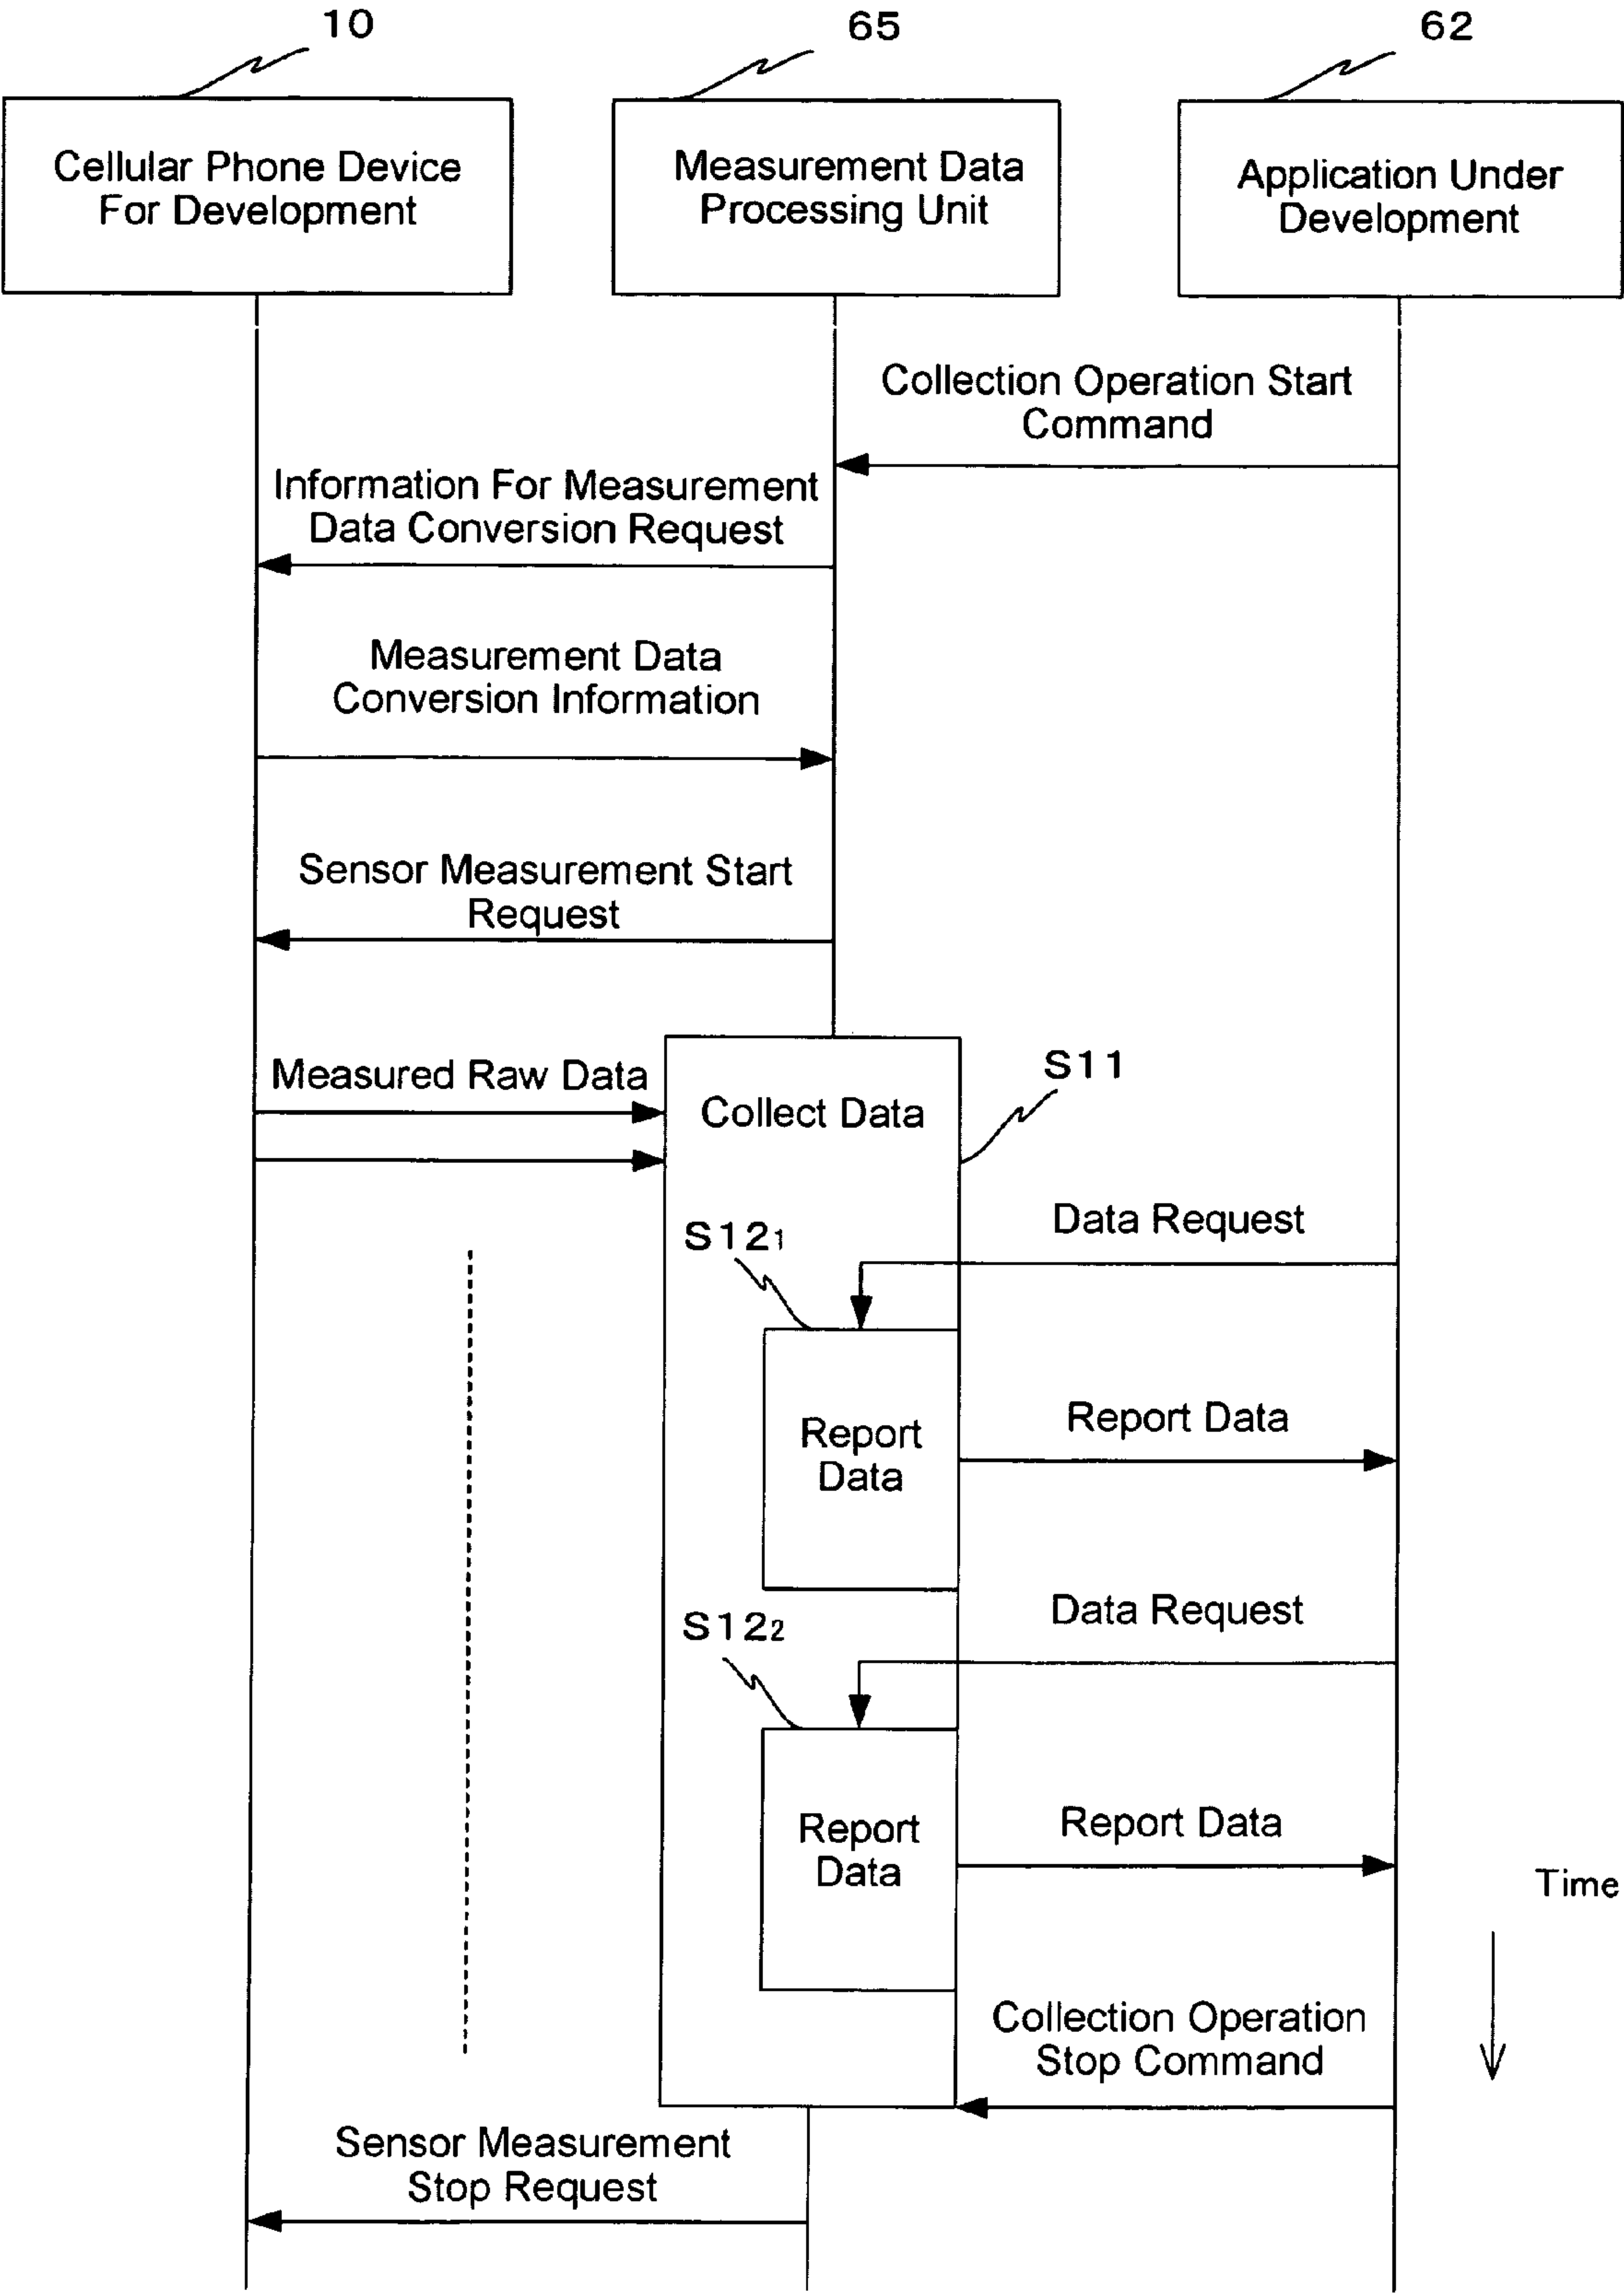 10
65
62
Cellular Phone Device
For Development
Measurement Data
Processing Unit
Application Under
Development
Collection Operation Start
Command
Information For Measurement
Data Conversion Request
Measurement Data
Conversion Information
Sensor Measurement Start
Request
Measured Raw Data
Collect Data
S11
Data Request
S121
Report Data
Report
Data
Data Request
S122
Report Data
Report
Data
Time
Collection Operation
Stop Command
Sensor Measurement
Stop Request